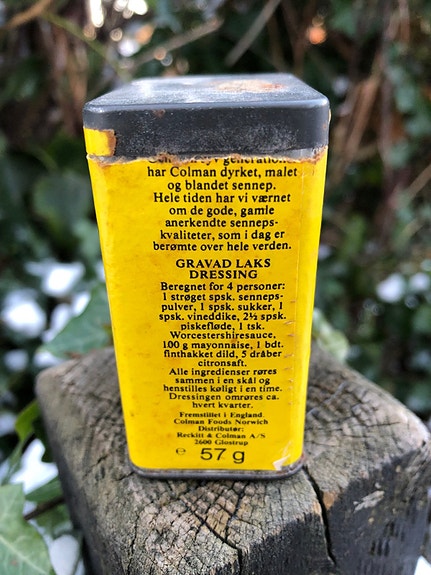 har Colman dyrket, malet
og blandet sennep.
Hele tiden har vi værnet
om de gode, gamle
anerkendte senneps-
kvaliteter, som i dag er
berømte over hele verden.
GRAVAD LAKS
DRESSING
Beregnet for 4 personer:
1 strøget spsk. senneps-
pulver, 1 spsk. sukker, 1
spsk. vineddike, 2½ spsk.
piskefløde, 1 tsk.
Worcestershiresauce,
100 g mayonnaise, 1 bdt.
finthakket dild, 5 dråber
citronsaft.
Alle ingredienser røres
sammen i en skål og
henstilles køligt i en time.
Dressingen omrøres ca.
hvert kvarter.
Fremstillet i England
Colman Foods Norwich
Distributør:
Reckitt & Colman A/S
2600 Glostrup
e 57 g